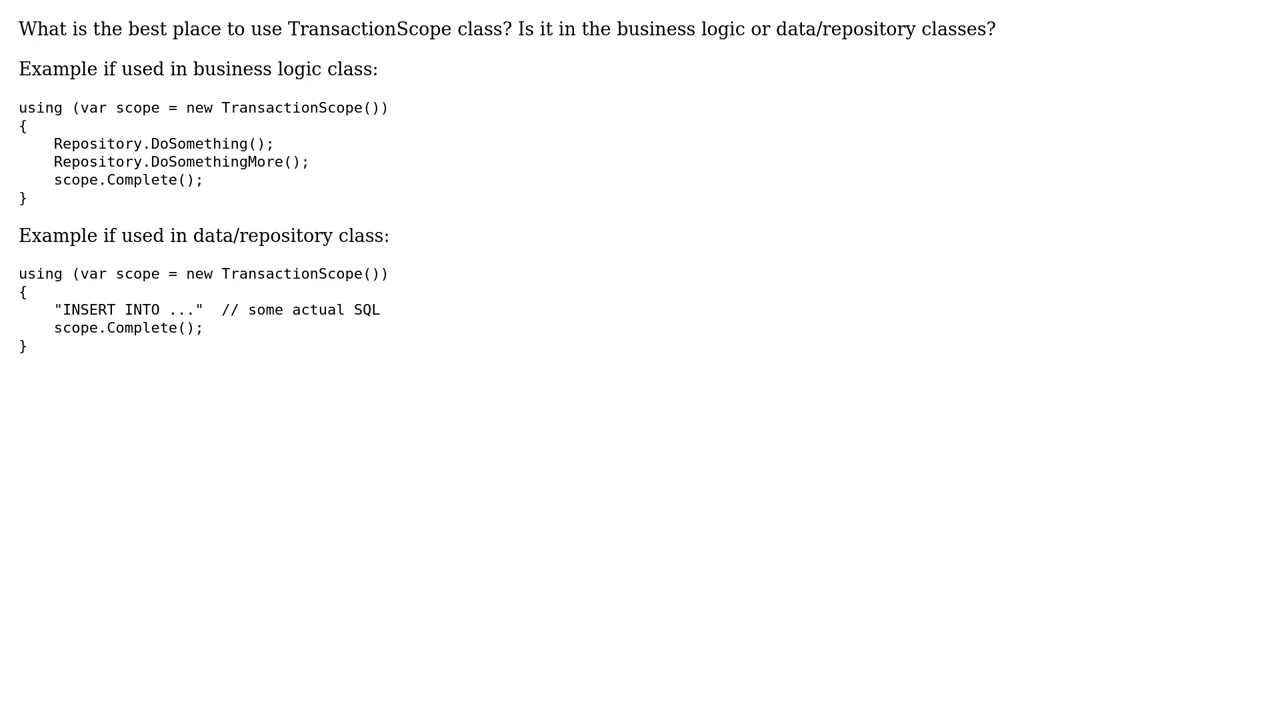 What is the best place to use TransactionScope class? Is it in the business logic or data/repository classes?
Example if used in business logic class:
using (var scope = new TransactionScope())
{
    Repository.DoSomething();
    Repository.DoSomethingMore();
    scope.Complete();
}
Example if used in data/repository class:
using (var scope = new TransactionScope())
{
    "INSERT INTO ..."  // some actual SQL
    scope.Complete();
}